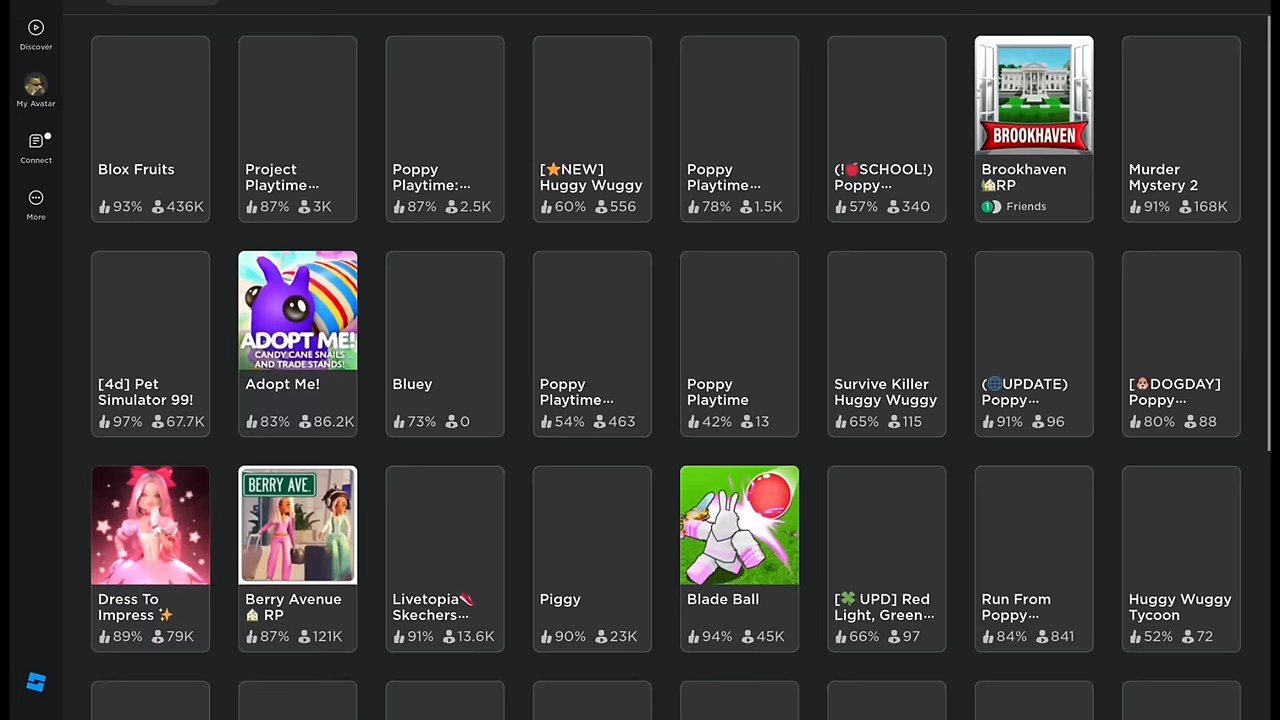 Discover
My Avatar
Connect
More
Blox Fruits
93% 436K
Project
Playtime...
87% 3K
Poppy
Playtime:...
87% 2.5K
[⭐NEW]
Huggy Wuggy
60% 556
Poppy
Playtime...
78% 1.5K
(!🍎SCHOOL!)
Poppy...
57% 340
BROOKHAVEN
Brookhaven
🏡RP
1 Friends
Murder
Mystery 2
91% 168K
[4d] Pet
Simulator 99!
97% 67.7K
ADOPT ME!
CANDY CANE SNAILS
AND TRADE STANDS!
Adopt Me!
83% 86.2K
Bluey
73% 0
Poppy
Playtime...
54% 463
Poppy
Playtime
42% 13
Survive Killer
Huggy Wuggy
65% 115
(🌐UPDATE)
Poppy...
91% 96
[🐶DOGDAY]
Poppy...
80% 88
Dress To
Impress ✨
89% 79K
BERRY AVE.
Berry Avenue
🏠 RP
87% 121K
Livetopia👠
Skechers...
91% 13.6K
Piggy
90% 23K
Blade Ball
94% 45K
[🍀 UPD] Red
Light, Green...
66% 97
Run From
Poppy...
84% 841
Huggy Wuggy
Tycoon
52% 72